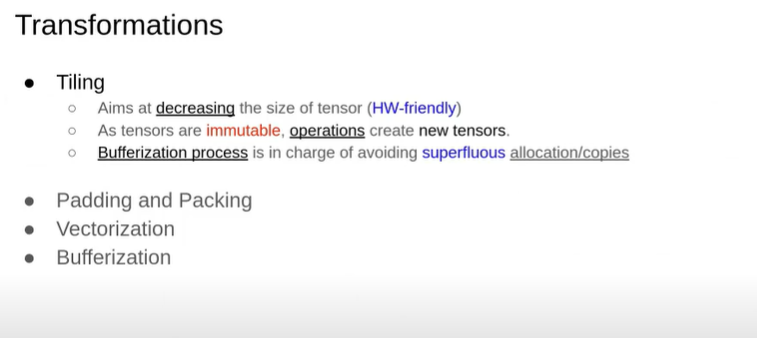 Transformations
● Tiling
○ Aims at decreasing the size of tensor (HW-friendly)
○ As tensors are immutable, operations create new tensors.
○ Bufferization process is in charge of avoiding superfluous allocation/copies
● Padding and Packing
● Vectorization
● Bufferization